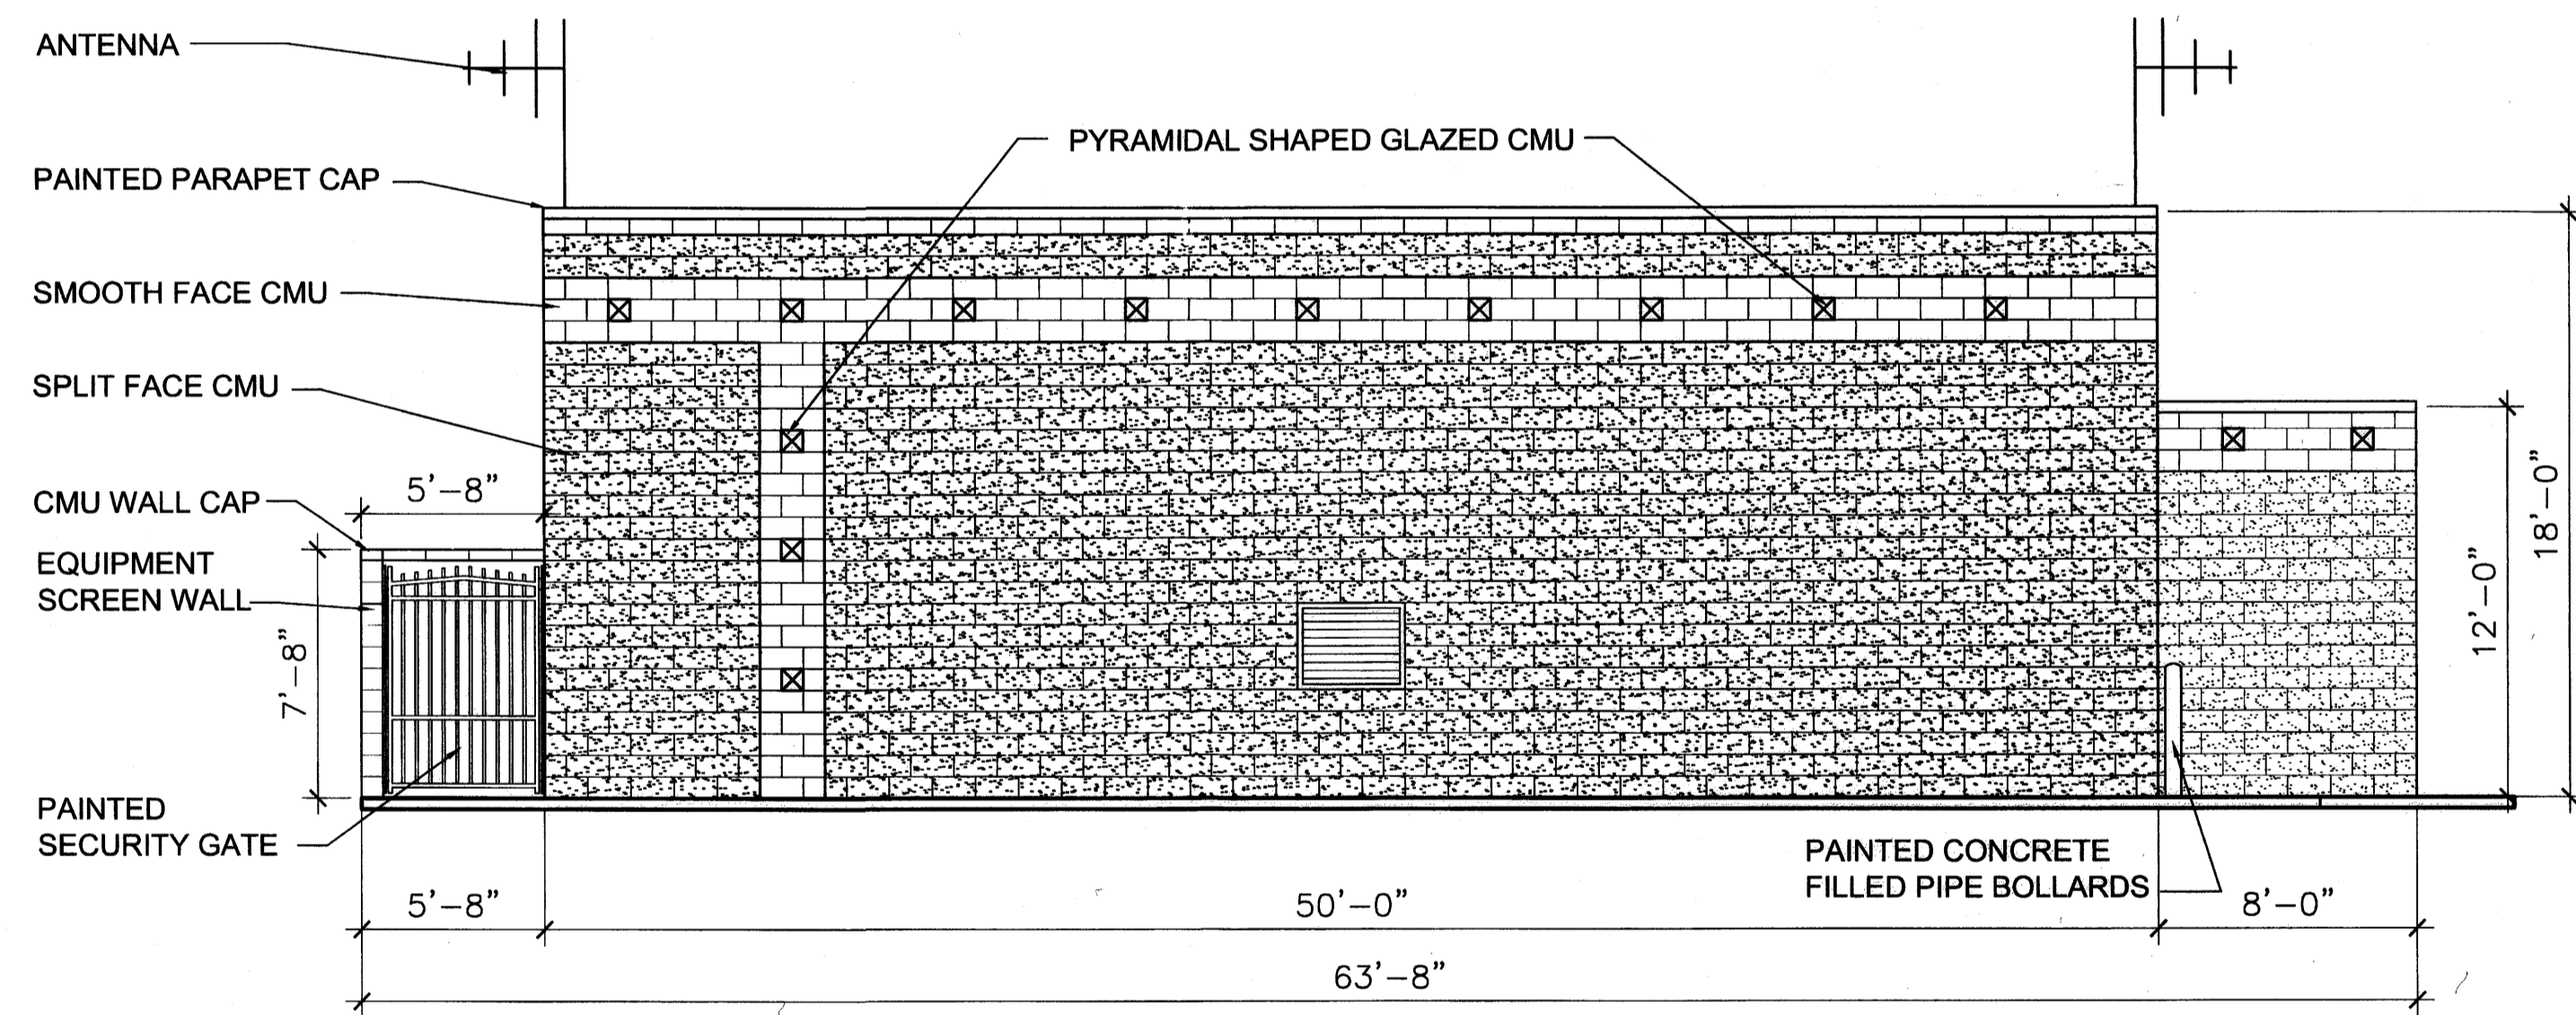 ANTENNA
PYRAMIDAL SHAPED GLAZED CMU
PAINTED PARAPET CAP
SMOOTH FACE CMU
SPLIT FACE CMU
CMU WALL CAP
5'-8"
EQUIPMENT
SCREEN WALL
7'-8"
PAINTED
SECURITY GATE
12'-0"
18'-0"
PAINTED CONCRETE
FILLED PIPE BOLLARDS
5'-8"
50'-0"
8'-0"
63'-8"